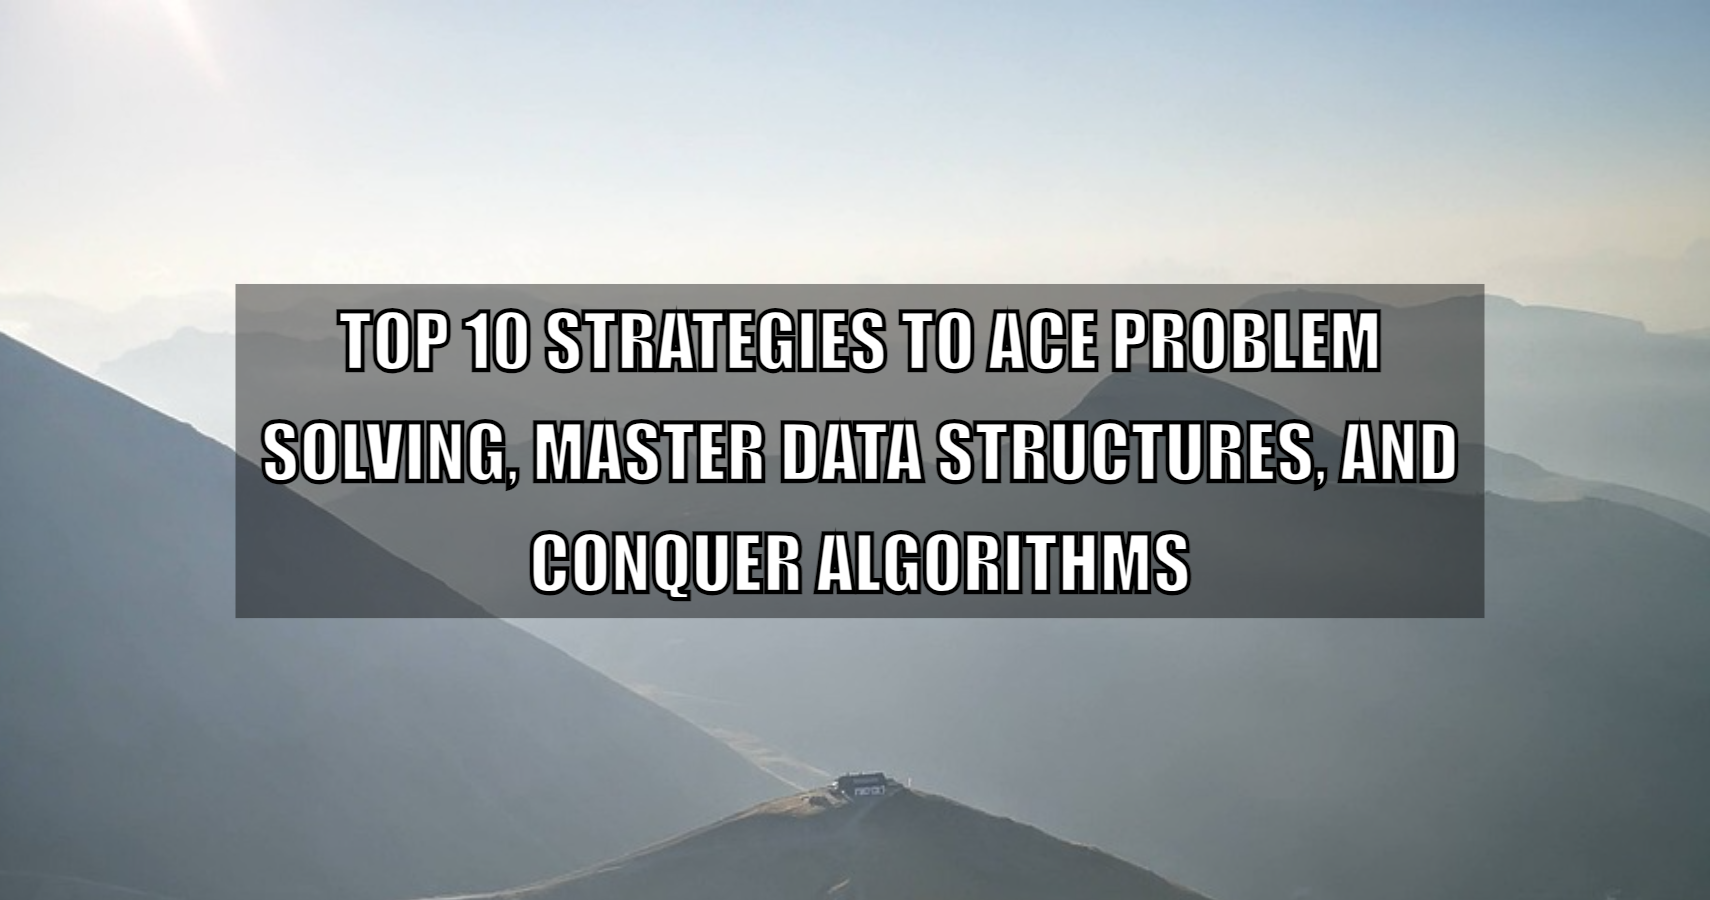 TOP 10 STRATEGIES TO ACE PROBLEM
SOLVING, MASTER DATA STRUCTURES, AND
CONQUER ALGORITHMS